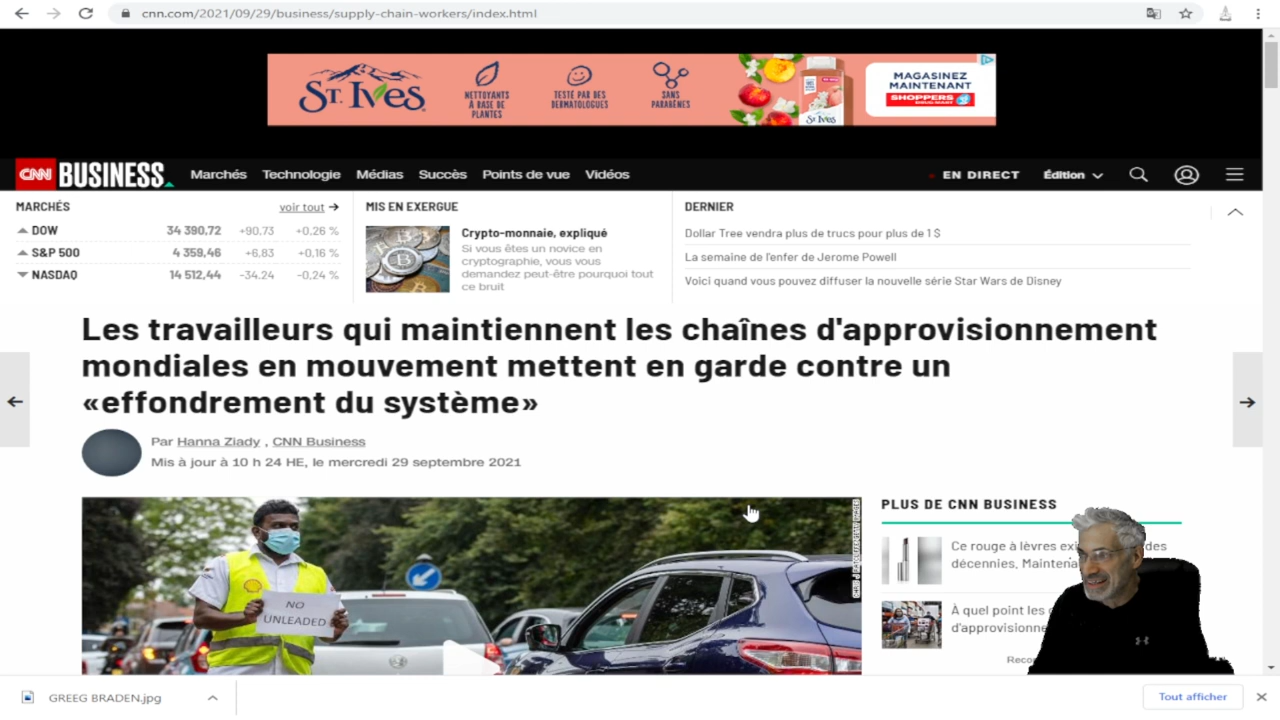 cnn.com/2021/09/29/business/supply-chain-workers/index.html
ST. IVES
NETTOYANTS
À BASE DE
PLANTES
TESTÉ PAR DES
DERMATOLOGUES
SANS
PARABÈNES
St. Ives
MAGASINEZ
MAINTENANT
SHOPPERS
DRUG MART
CNN BUSINESS
Marchés Technologie Médias Succès Points de vue Vidéos
EN DIRECT Édition
MARCHÉS
voir tout
DOW 34 390,72 +90,73 +0,26 %
S&P 500 4 359,46 +6,83 +0,16 %
NASDAQ 14 512,44 -34,24 -0,24 %
MIS EN EXERGUE
Crypto-monnaie, expliqué
Si vous êtes un novice en
cryptographie, vous vous
demandez peut-être pourquoi tout
ce bruit
DERNIER
Dollar Tree vendra plus de trucs pour plus de 1 $
La semaine de l'enfer de Jerome Powell
Voici quand vous pouvez diffuser la nouvelle série Star Wars de Disney
Les travailleurs qui maintiennent les chaînes d'approvisionnement
mondiales en mouvement mettent en garde contre un
«effondrement du système»
Par Hanna Ziady , CNN Business
Mis à jour à 10 h 24 HE, le mercredi 29 septembre 2021
NO
UNLEADED
PLUS DE CNN BUSINESS
Ce rouge à lèvres des
décennies, Maintena
À quel point les
d'approvisionne
GREEG BRADEN.jpg
Tout afficher